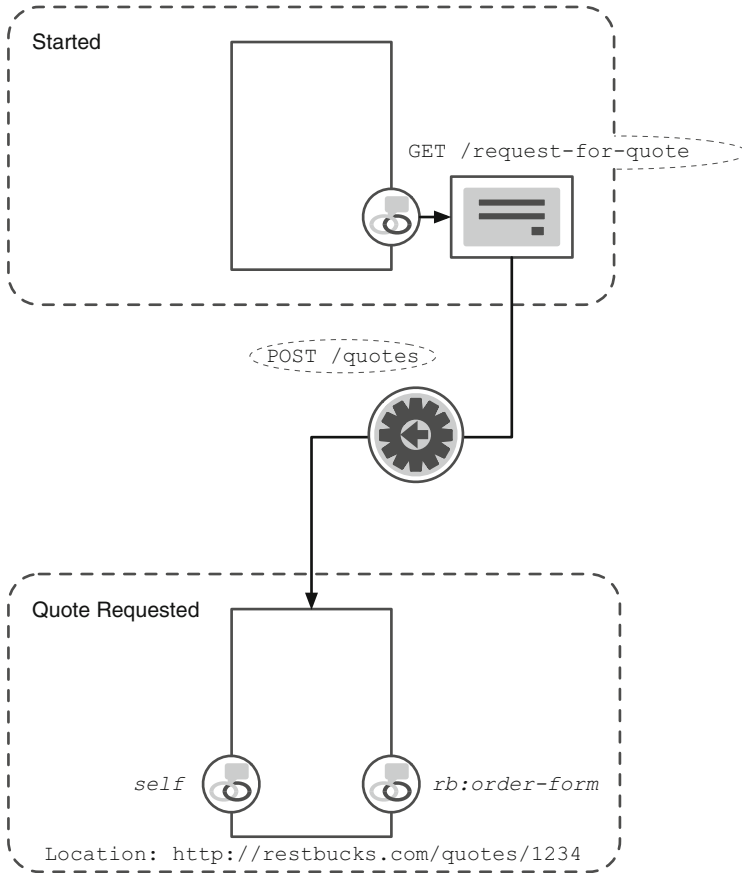 Started
GET /request-for-quote
POST /quotes
Quote Requested
self
rb:order-form
Location: http://restbucks.com/quotes/1234